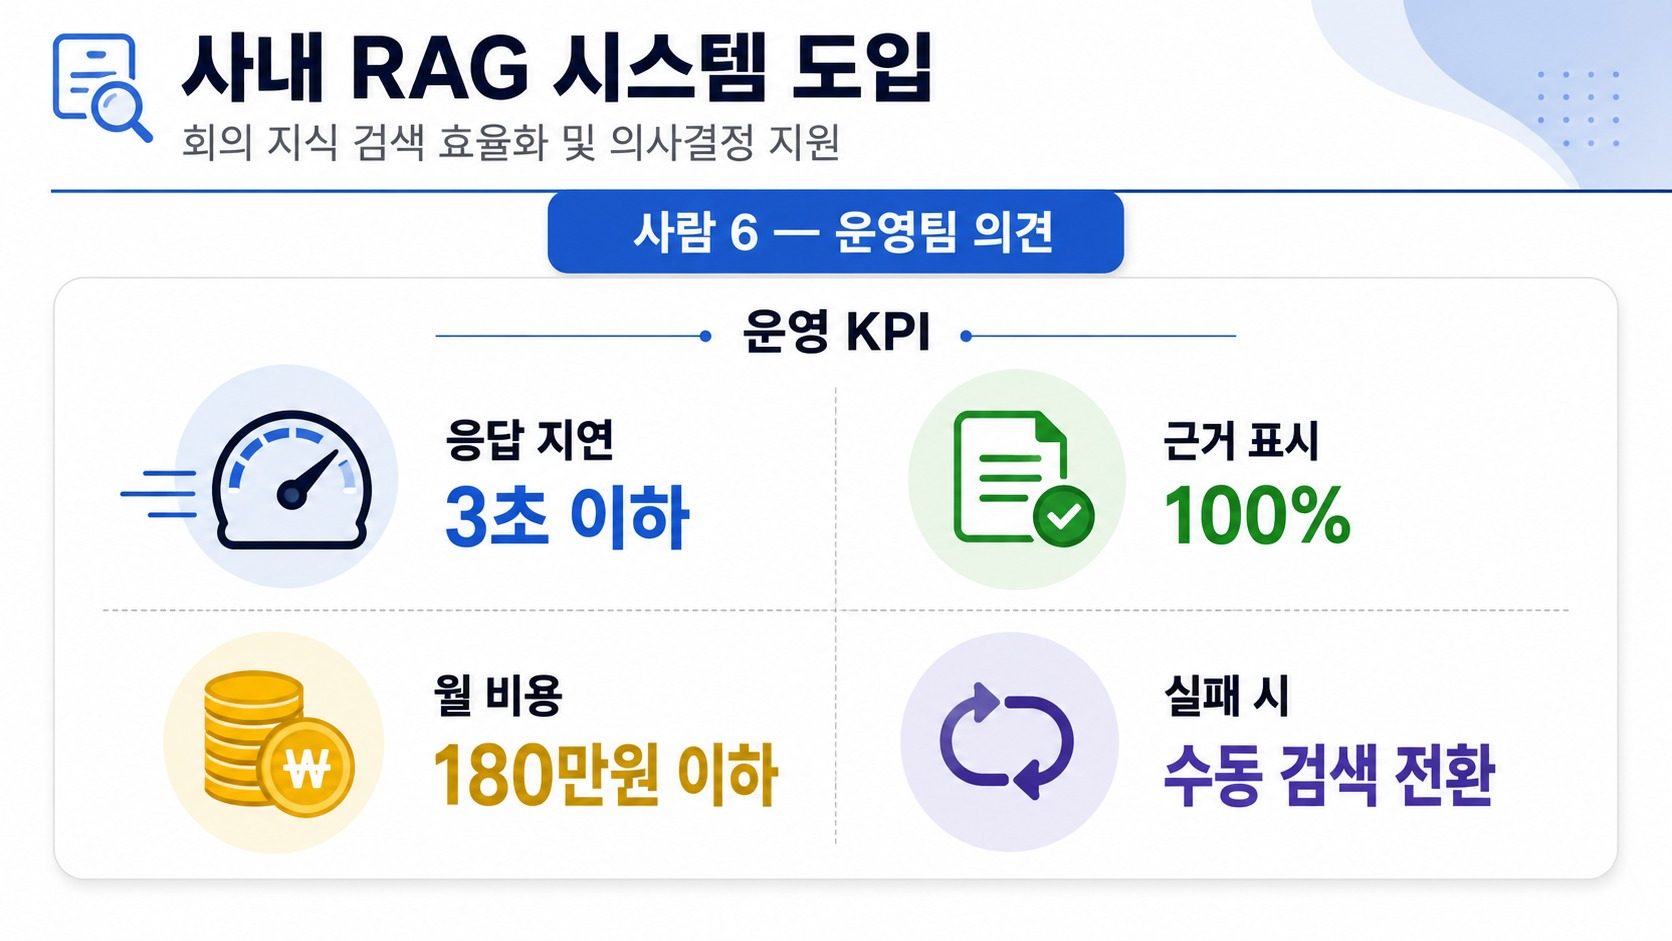 사내 RAG 시스템 도입
회의 지식 검색 효율화 및 의사결정 지원
사람 6 — 운영팀 의견
운영 KPI
응답 지연
3초 이하
근거 표시
100%
월 비용
180만원 이하
₩
실패 시
수동 검색 전환